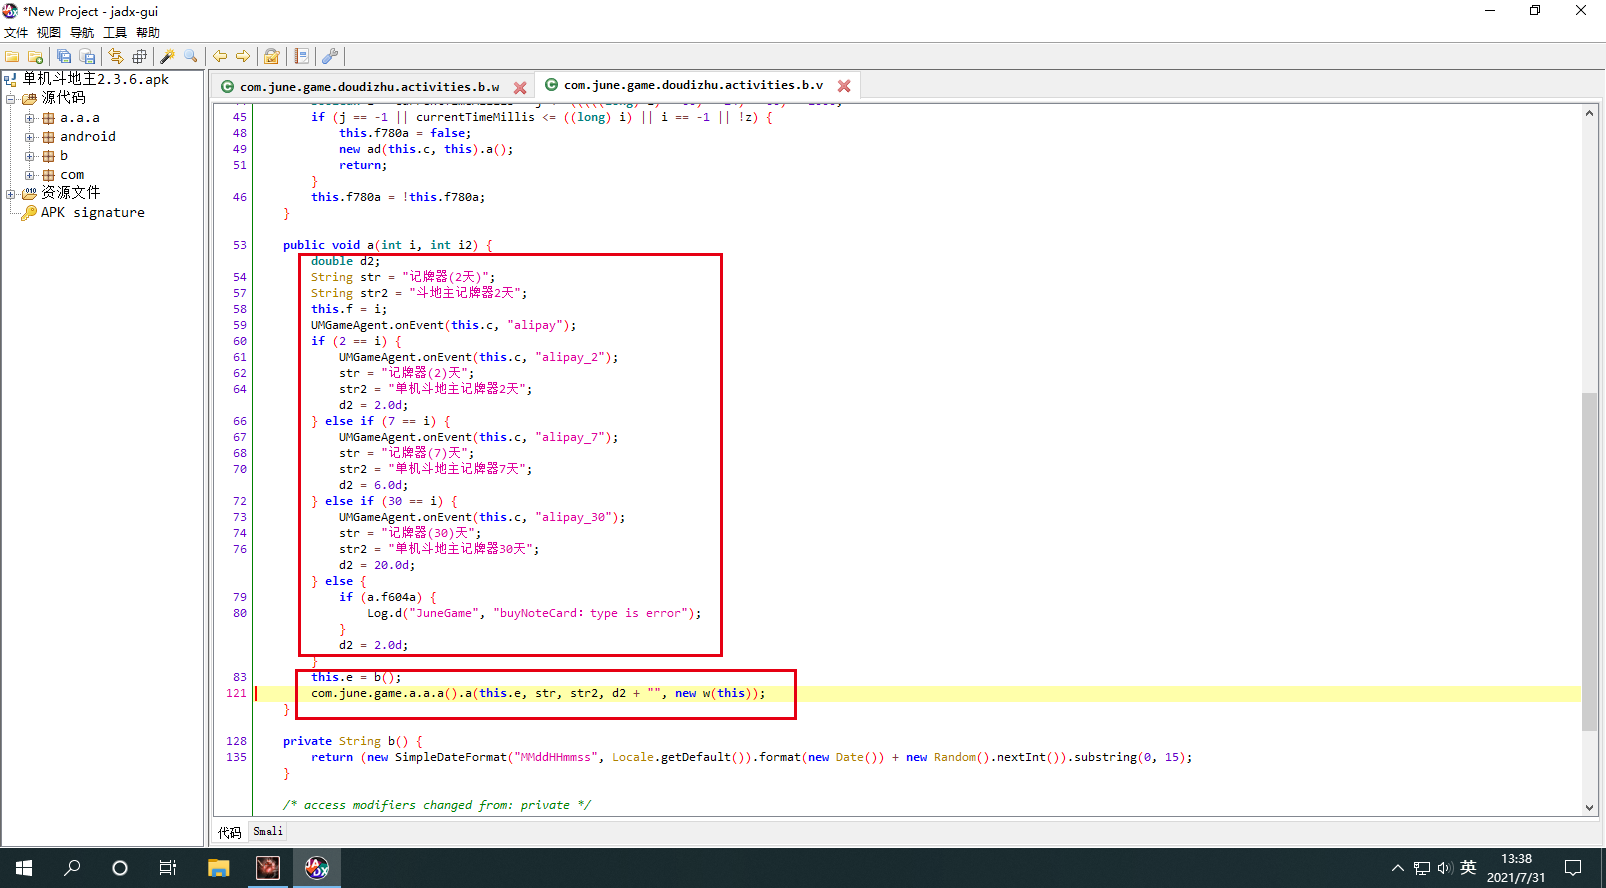 *New Project - jadx-gui
文件 视图 导航 工具 帮助
单机斗地主2.3.6.apk
源代码
a.a.a
android
b
com
资源文件
APK signature
com.june.game.doudizhu.activities.b.w
com.june.game.doudizhu.activities.b.v
45 if (j == -1 || currentTimeMillis <= ((long) i) || i == -1 || !z) {
48 this.f780a = false;
49 new ad(this.c, this).a();
51 return;
}
46 this.f780a = !this.f780a;
}
53 public void a(int i, int i2) {
double d2;
54 String str = "记牌器(2天)";
57 String str2 = "斗地主记牌器2天";
58 this.f = i;
59 UMGameAgent.onEvent(this.c, "alipay");
60 if (2 == i) {
61 UMGameAgent.onEvent(this.c, "alipay_2");
62 str = "记牌器(2)天";
64 str2 = "单机斗地主记牌器2天";
d2 = 2.0d;
66 } else if (7 == i) {
67 UMGameAgent.onEvent(this.c, "alipay_7");
68 str = "记牌器(7)天";
70 str2 = "单机斗地主记牌器7天";
d2 = 6.0d;
72 } else if (30 == i) {
73 UMGameAgent.onEvent(this.c, "alipay_30");
74 str = "记牌器(30)天";
76 str2 = "单机斗地主记牌器30天";
d2 = 20.0d;
} else {
79 if (a.f604a) {
80 Log.d("JuneGame", "buyNoteCard：type is error");
}
d2 = 2.0d;
}
83 this.e = b();
121 com.june.game.a.a.a().a(this.e, str, str2, d2 + "", new w(this));
}
128 private String b() {
135 return (new SimpleDateFormat("MMddHHmmss", Locale.getDefault()).format(new Date()) + new Random().nextInt()).substring(0, 15);
}
/* access modifiers changed from: private */
代码 Smali
英
13:38
2021/7/31